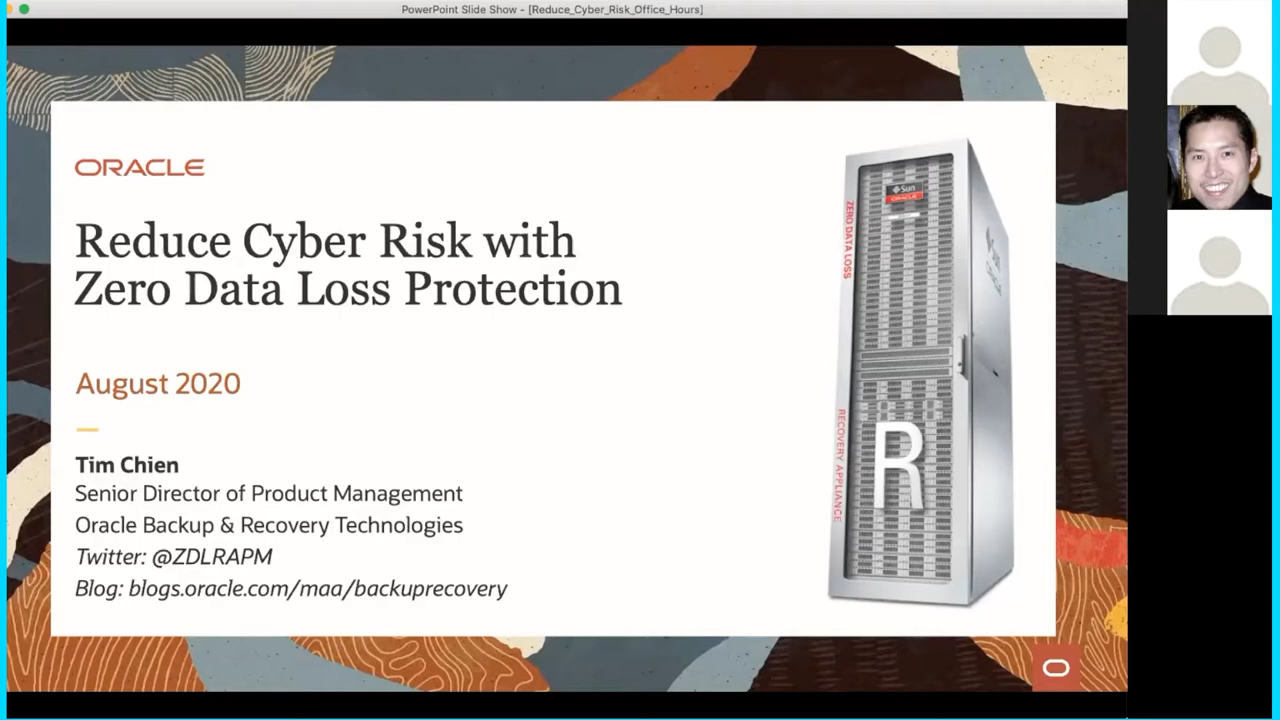 PowerPoint Slide Show - [Reduce_Cyber_Risk_Office_Hours]
ORACLE
Reduce Cyber Risk with
Zero Data Loss Protection
August 2020
Tim Chien
Senior Director of Product Management
Oracle Backup & Recovery Technologies
Twitter: @ZDLRAPM
Blog: blogs.oracle.com/maa/backuprecovery
Sun
ORACLE
ZERO DATA LOSS
RECOVERY APPLIANCE
R